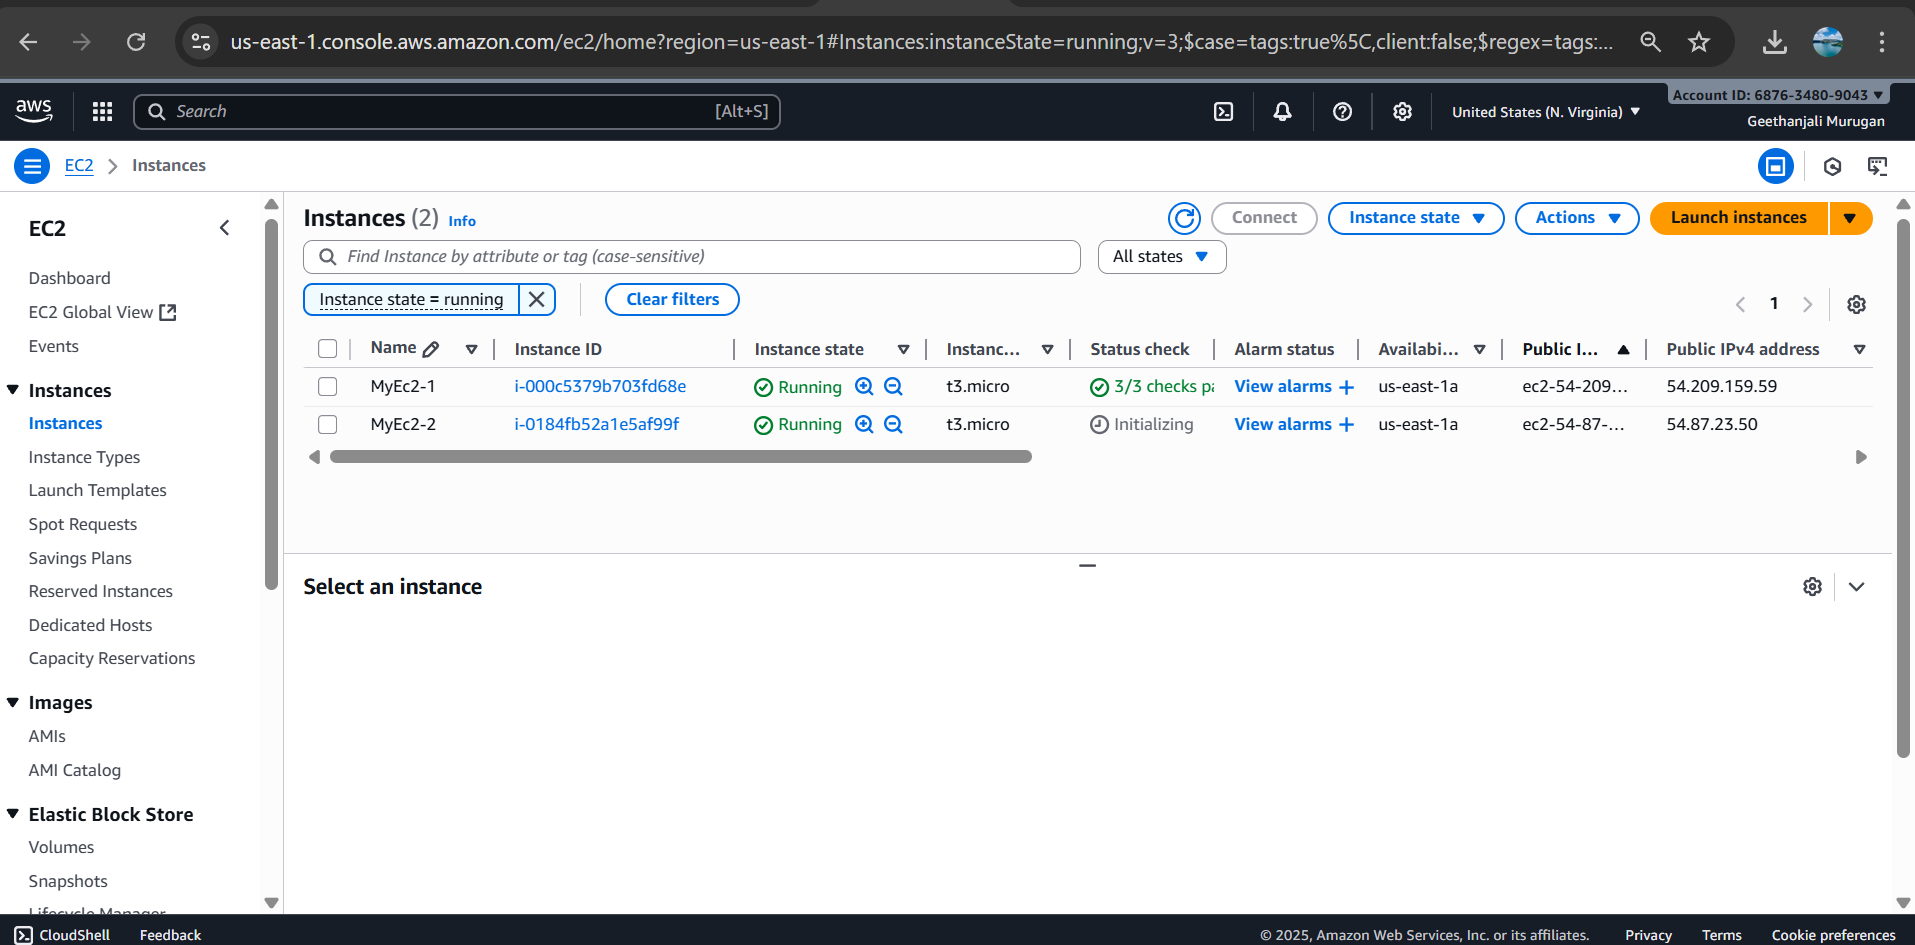 us-east-1.console.aws.amazon.com/ec2/home?region=us-east-1#Instances:instanceState=running;v=3;$case=tags:true%5C,client:false;$regex=tags:...
aws
Search [Alt+S]
United States (N. Virginia)
Account ID: 6876-3480-9043
Geethanjali Murugan
EC2 Instances
EC2
Dashboard
EC2 Global View
Events
Instances
Instances
Instance Types
Launch Templates
Spot Requests
Savings Plans
Reserved Instances
Dedicated Hosts
Capacity Reservations
Images
AMIs
AMI Catalog
Elastic Block Store
Volumes
Snapshots
Lifecycle Manager
Instances (2) Info
Connect Instance state Actions Launch instances
Find Instance by attribute or tag (case-sensitive) All states
Instance state = running Clear filters
1
Name Instance ID Instance state Instanc... Status check Alarm status Availabi... Public I... Public IPv4 address
MyEc2-1 i-000c5379b703fd68e Running t3.micro 3/3 checks pa View alarms + us-east-1a ec2-54-209... 54.209.159.59
MyEc2-2 i-0184fb52a1e5af99f Running t3.micro Initializing View alarms + us-east-1a ec2-54-87-... 54.87.23.50
Select an instance
CloudShell Feedback © 2025, Amazon Web Services, Inc. or its affiliates. Privacy Terms Cookie preferences